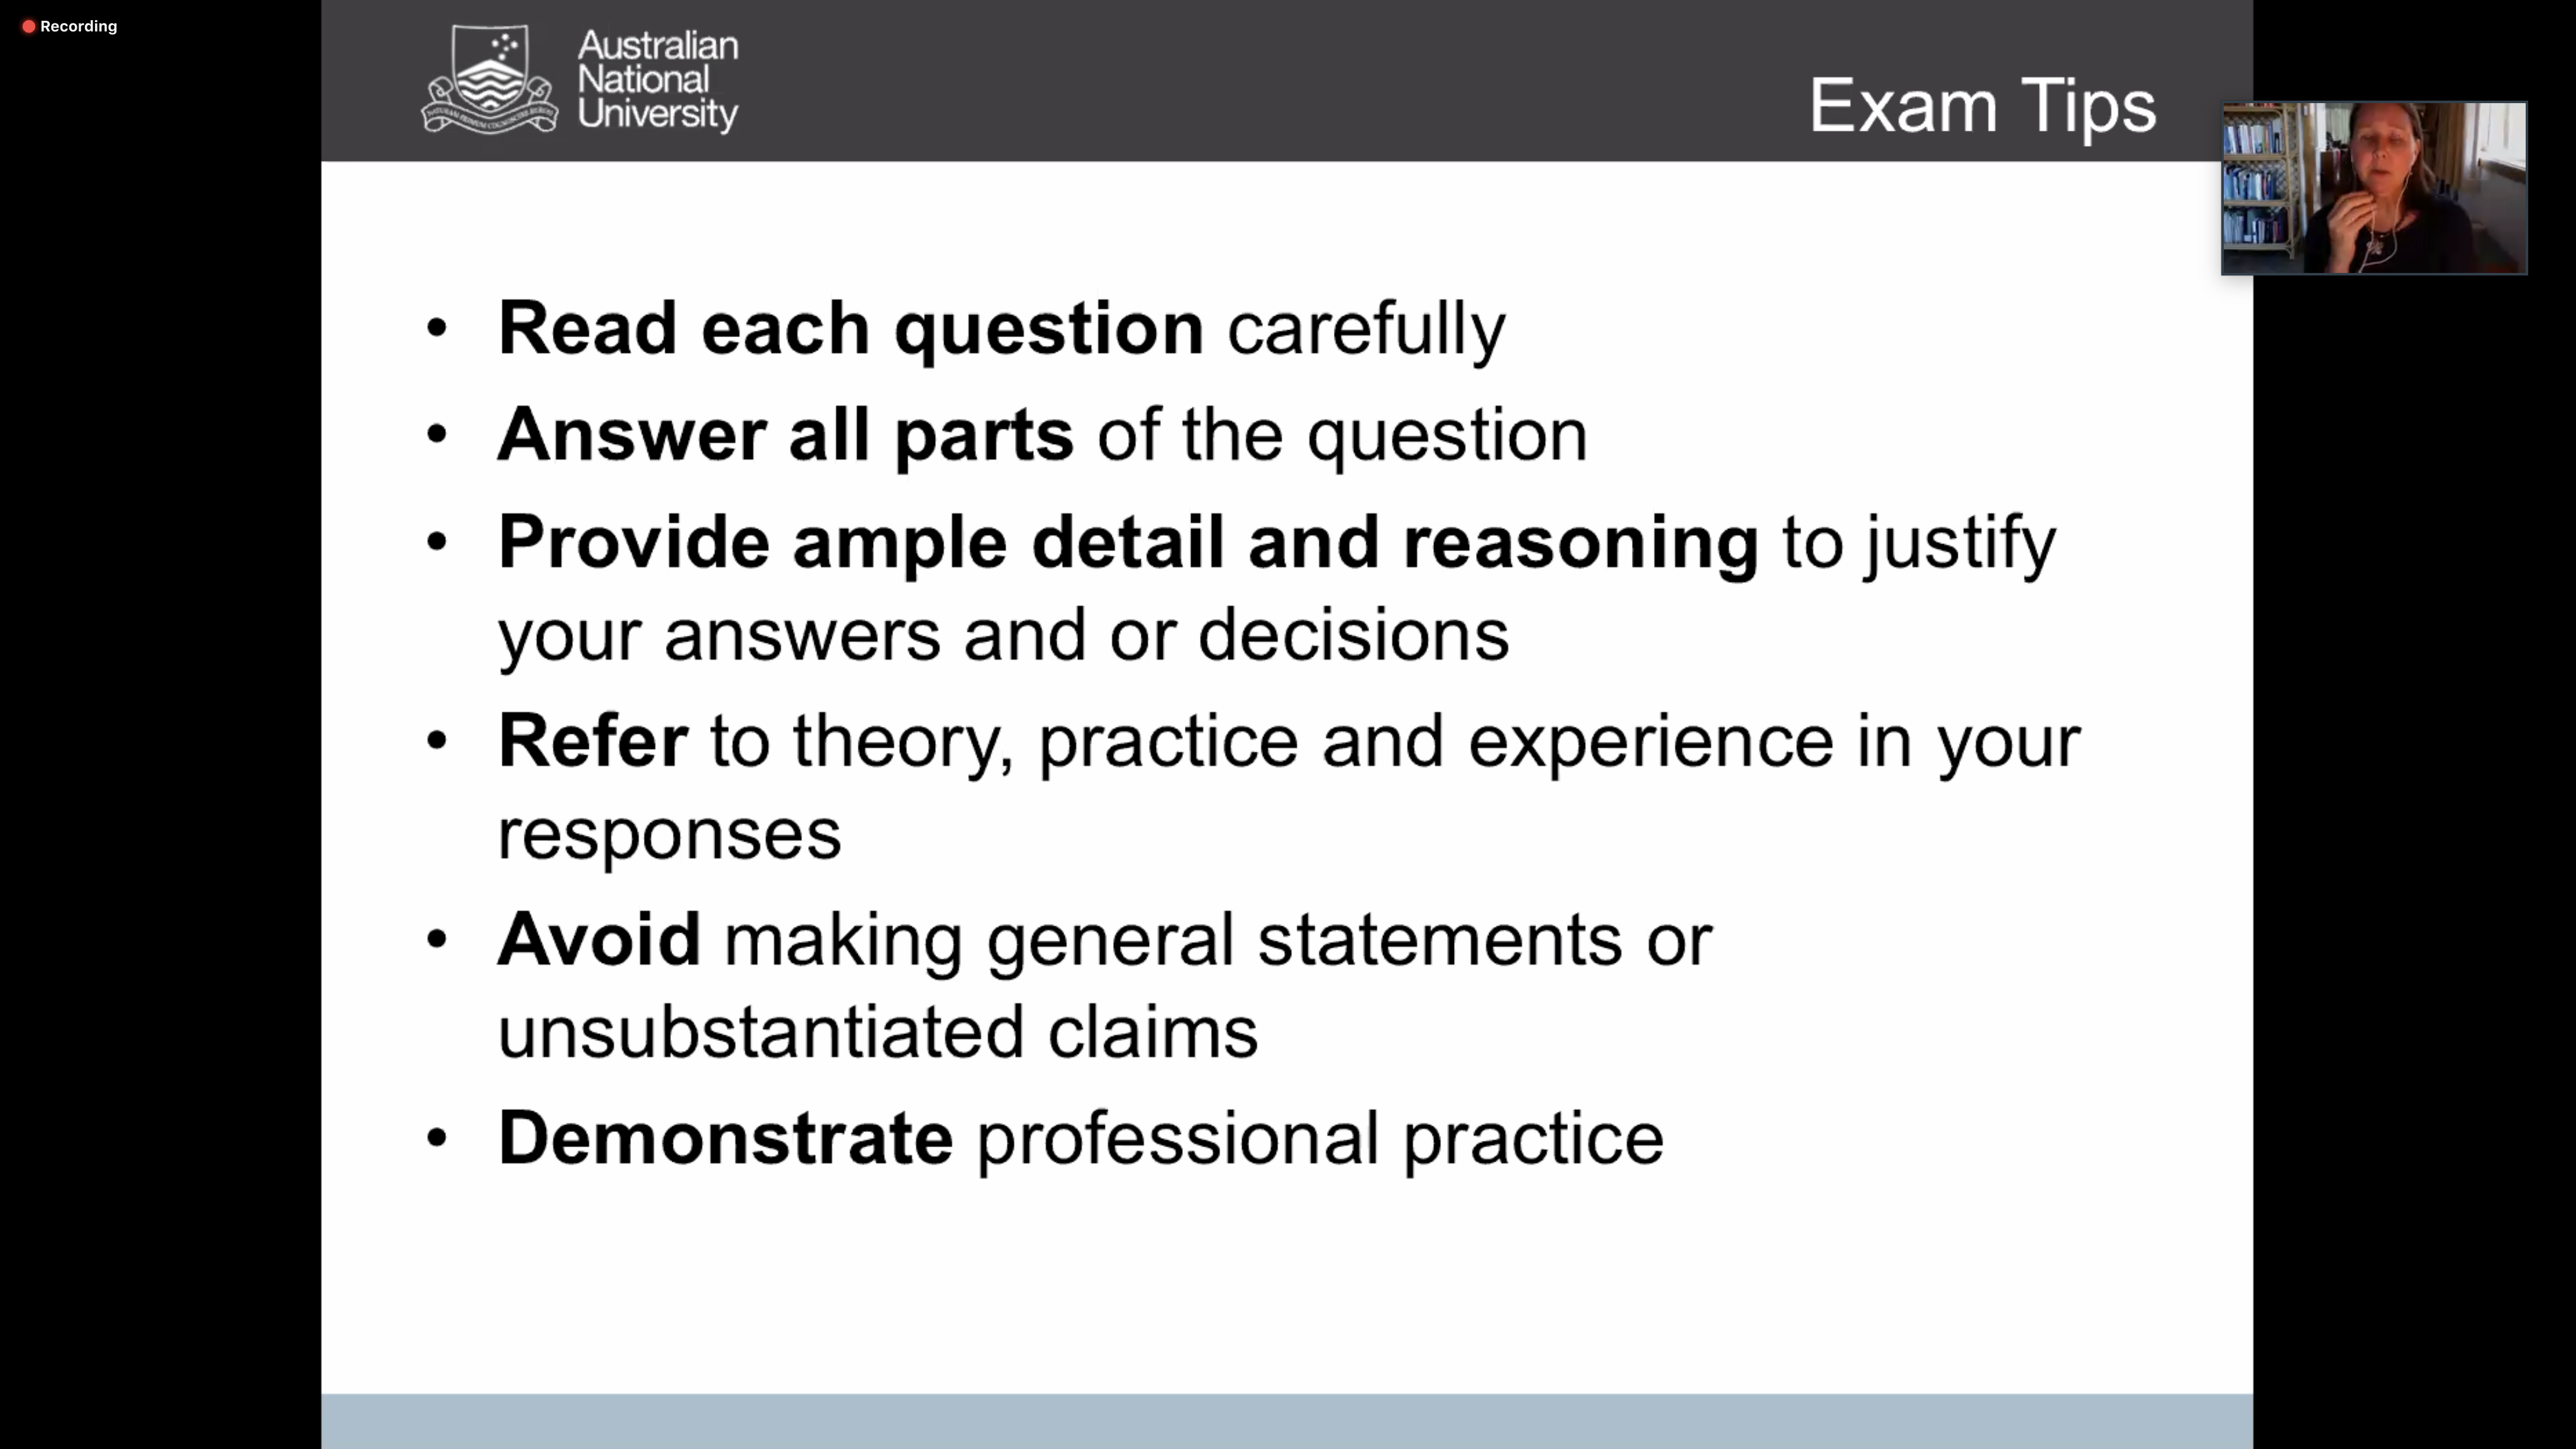 Recording
Australian
National
University
Exam Tips
• Read each question carefully
• Answer all parts of the question
• Provide ample detail and reasoning to justify
your answers and or decisions
• Refer to theory, practice and experience in your
responses
• Avoid making general statements or
unsubstantiated claims
• Demonstrate professional practice